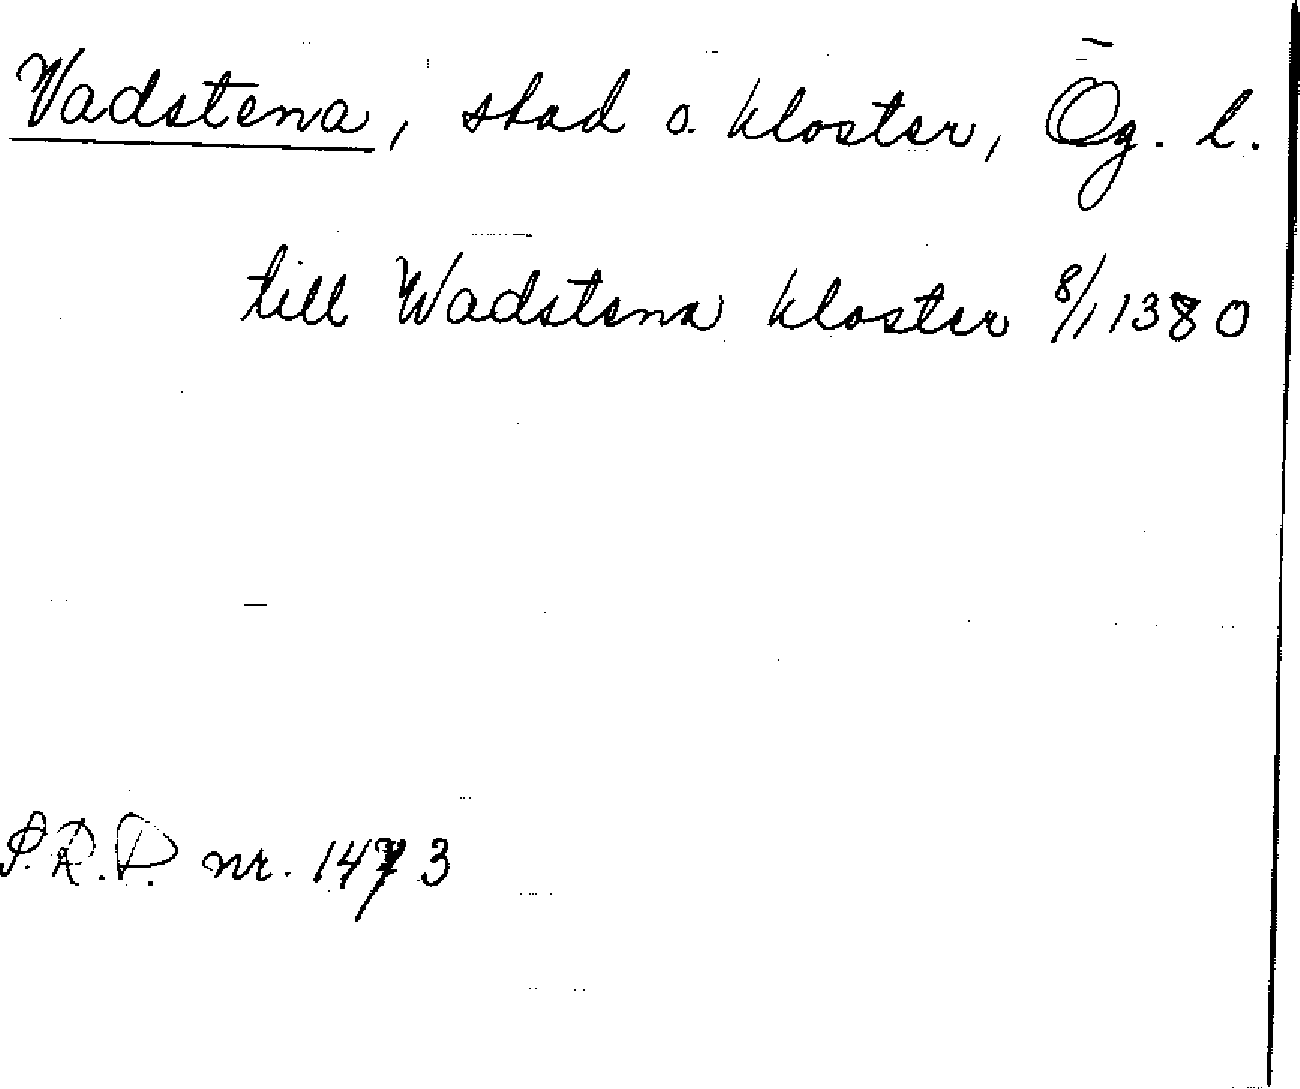 Vadstena, stad o. kloster, Ög. l.
till Wadstena kloster 8/1 1380
S.R.P. nr. 1473